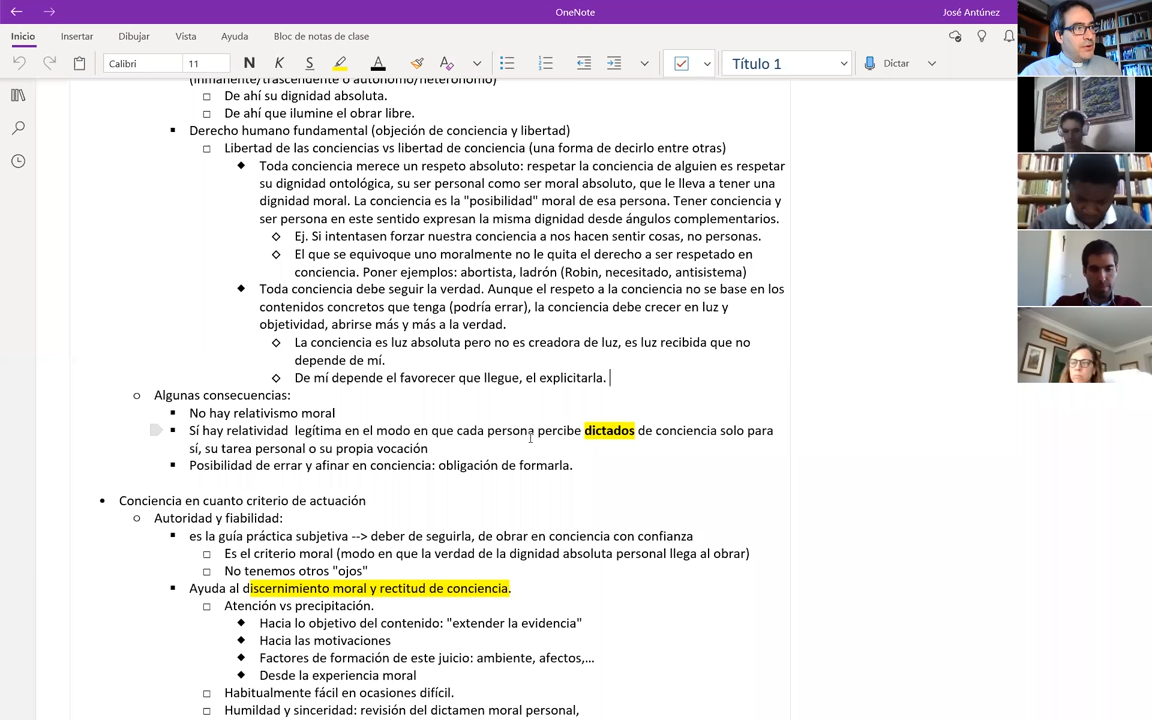 OneNote
José Antúnez
Inicio
Insertar
Dibujar
Vista
Ayuda
Bloc de notas de clase
Calibri
11
N
K
S
A
A
Título 1
Dictar
(inmanente/trascendente o autónomo/heterónomo)
De ahí su dignidad absoluta.
De ahí que ilumine el obrar libre.
Derecho humano fundamental (objeción de conciencia y libertad)
Libertad de las conciencias vs libertad de conciencia (una forma de decirlo entre otras)
Toda conciencia merece un respeto absoluto: respetar la conciencia de alguien es respetar
su dignidad ontológica, su ser personal como ser moral absoluto, que le lleva a tener una
dignidad moral. La conciencia es la "posibilidad" moral de esa persona. Tener conciencia y
ser persona en este sentido expresan la misma dignidad desde ángulos complementarios.
Ej. Si intentasen forzar nuestra conciencia a nos hacen sentir cosas, no personas.
El que se equivoque uno moralmente no le quita el derecho a ser respetado en
conciencia. Poner ejemplos: abortista, ladrón (Robin, necesitado, antisistema)
Toda conciencia debe seguir la verdad. Aunque el respeto a la conciencia no se base en los
contenidos concretos que tenga (podría errar), la conciencia debe crecer en luz y
objetividad, abrirse más y más a la verdad.
La conciencia es luz absoluta pero no es creadora de luz, es luz recibida que no
depende de mí.
De mí depende el favorecer que llegue, el explicitarla.
Algunas consecuencias:
No hay relativismo moral
Sí hay relatividad legítima en el modo en que cada persona percibe dictados de conciencia solo para
sí, su tarea personal o su propia vocación
Posibilidad de errar y afinar en conciencia: obligación de formarla.
Conciencia en cuanto criterio de actuación
Autoridad y fiabilidad:
es la guía práctica subjetiva --> deber de seguirla, de obrar en conciencia con confianza
Es el criterio moral (modo en que la verdad de la dignidad absoluta personal llega al obrar)
No tenemos otros "ojos"
Ayuda al discernimiento moral y rectitud de conciencia.
Atención vs precipitación.
Hacia lo objetivo del contenido: "extender la evidencia"
Hacia las motivaciones
Factores de formación de este juicio: ambiente, afectos,...
Desde la experiencia moral
Habitualmente fácil en ocasiones difícil.
Humildad y sinceridad: revisión del dictamen moral personal,